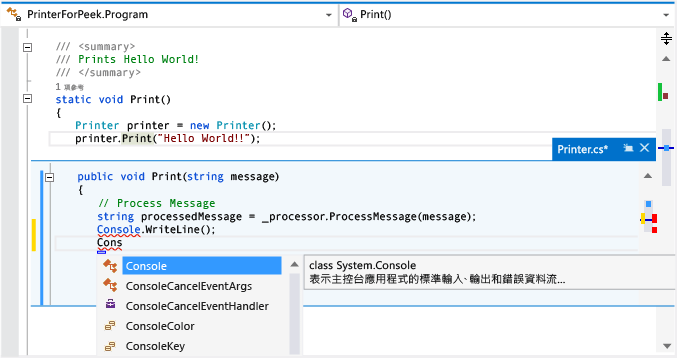 PrinterForPeek.Program
Print()
/// <summary>
/// Prints Hello World!
/// </summary>
1 項參考
static void Print()
{
Printer printer = new Printer();
printer.Print("Hello World!!");
Printer.cs*
public void Print(string message)
{
// Process Message
string processedMessage = _processor.ProcessMessage(message);
Console.WriteLine();
Cons
Console
ConsoleCancelEventArgs
ConsoleCancelEventHandler
ConsoleColor
ConsoleKey
class System.Console
表示主控台應用程式的標準輸入、輸出和錯誤資料流...